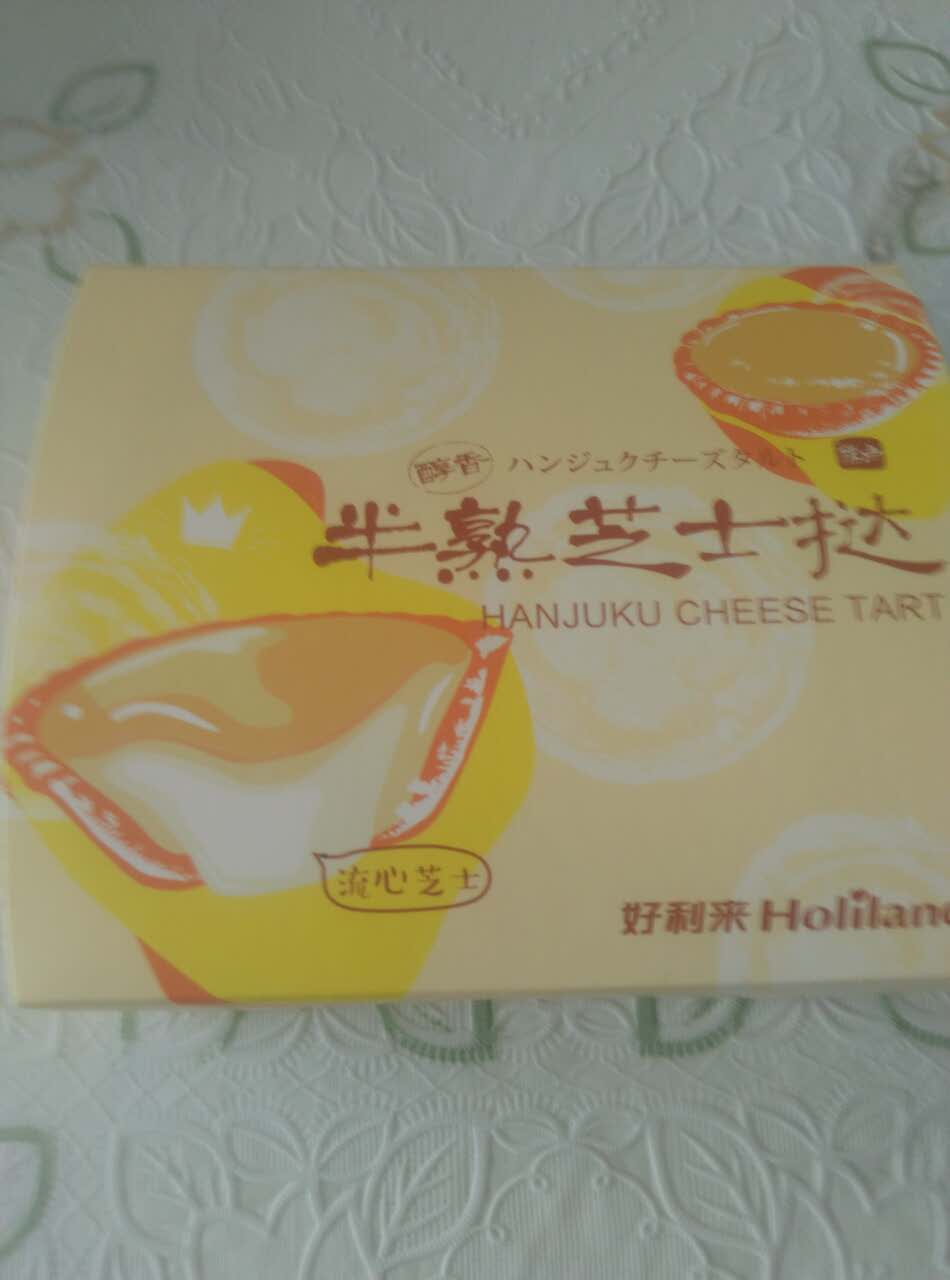 醇香 ハンジュクチーズタルト
半熟芝士挞
HANJUKU CHEESE TART
流心芝士
好利来 Holiland